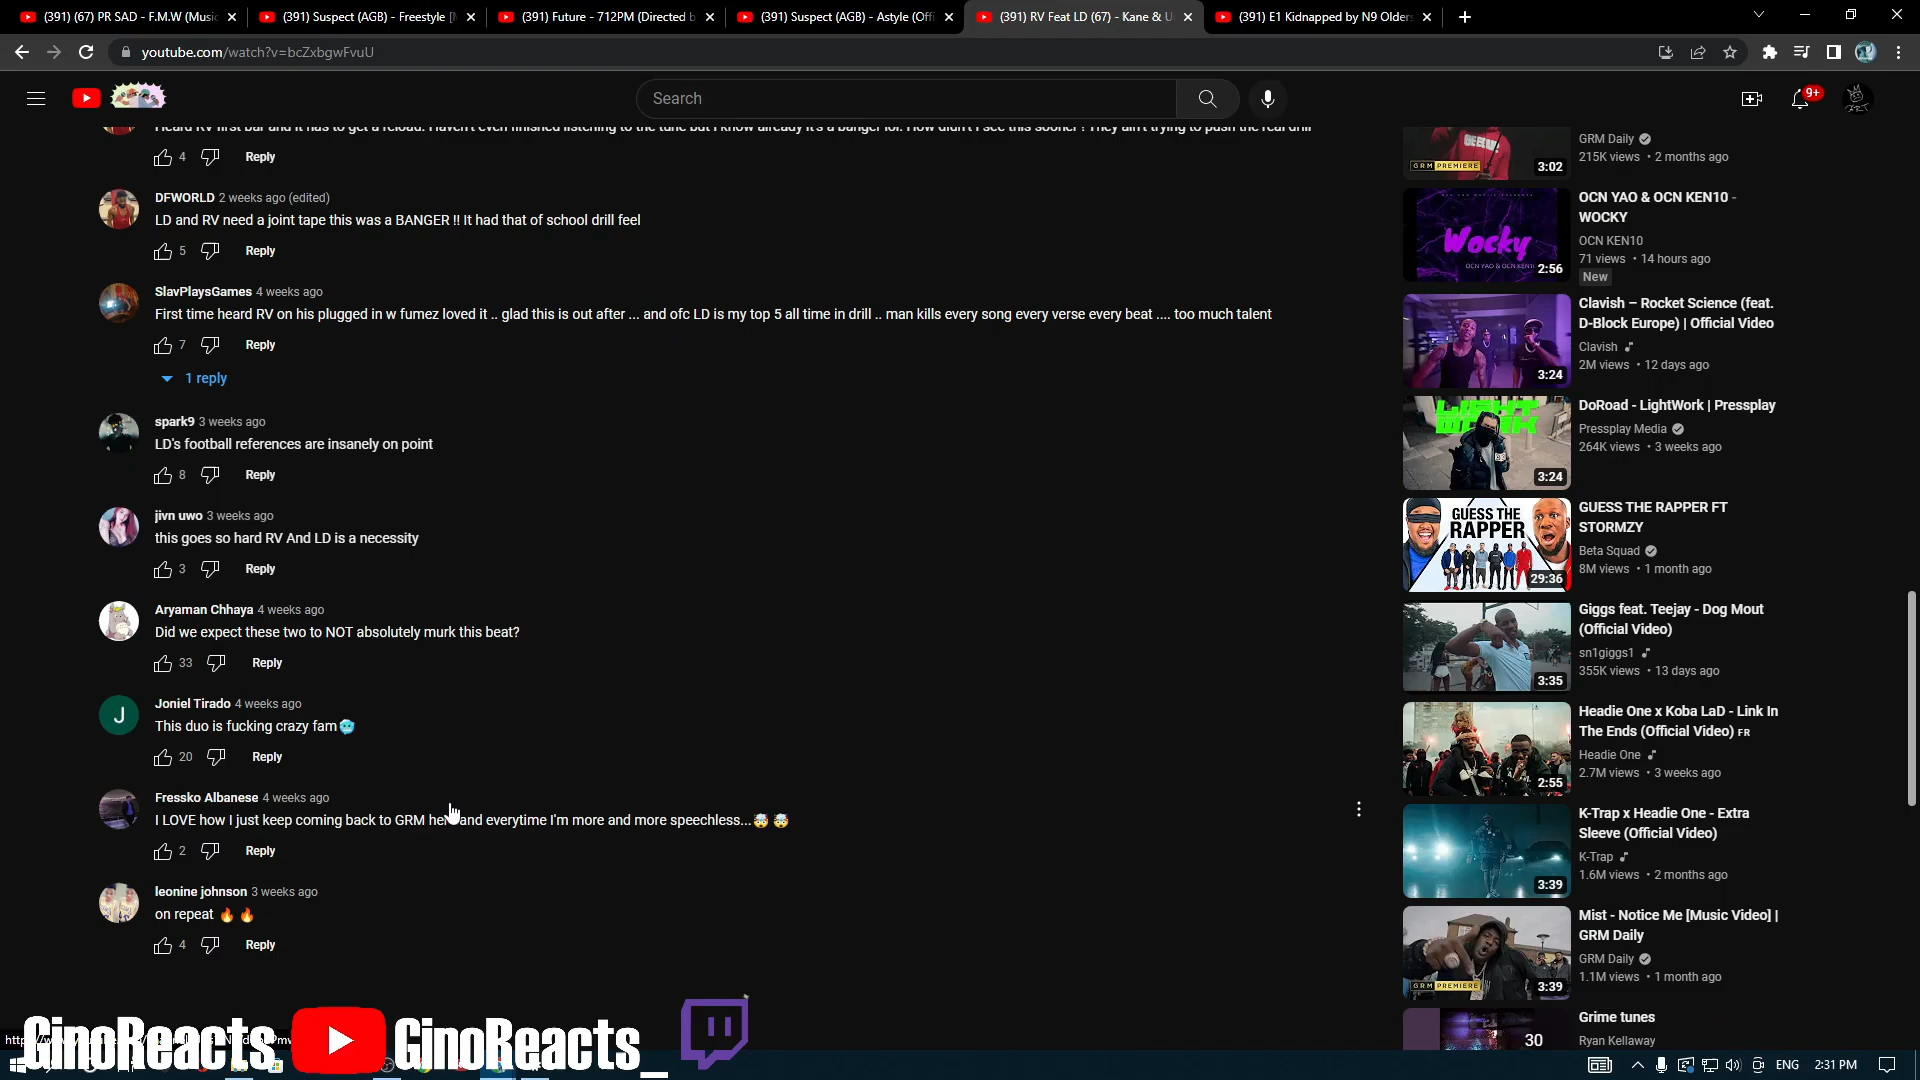 (391) (67) PR SAD - F.M.W (Music
(391) Suspect (AGB) - Freestyle [
(391) Future - 712PM (Directed b
(391) Suspect (AGB) - Astyle (Offi
(391) RV Feat LD (67) - Kane & U
(391) E1 Kidnapped by N9 Olders
youtube.com/watch?v=bcZxbgwFvuU
Search
9+
Heard RV first bar and it has to get a reload. Haven't even finished listening to the tune but I know already it's a banger lol. How didn't I see this sooner ! They ain't trying to push the real drill
4
Reply
DFWORLD 2 weeks ago (edited)
LD and RV need a joint tape this was a BANGER !! It had that of school drill feel
5
Reply
SlavPlaysGames 4 weeks ago
First time heard RV on his plugged in w fumez loved it .. glad this is out after ... and ofc LD is my top 5 all time in drill .. man kills every song every verse every beat .... too much talent
7
Reply
1 reply
spark9 3 weeks ago
LD's football references are insanely on point
8
Reply
jivn uwo 3 weeks ago
this goes so hard RV And LD is a necessity
3
Reply
Aryaman Chhaya 4 weeks ago
Did we expect these two to NOT absolutely murk this beat?
33
Reply
J
Joniel Tirado 4 weeks ago
This duo is fucking crazy fam🥶
20
Reply
Fressko Albanese 4 weeks ago
I LOVE how I just keep coming back to GRM here and everytime I'm more and more speechless...🤯🤯
2
Reply
leonine johnson 3 weeks ago
on repeat 🔥🔥
4
Reply
GRM PREMIERE
3:02
GRM Daily
215K views • 2 months ago
Wocky
OCN YAO & OCN KEN10
2:56
OCN YAO & OCN KEN10 -
WOCKY
OCN KEN10
71 views • 14 hours ago
New
3:24
Clavish – Rocket Science (feat.
D-Block Europe) | Official Video
Clavish
2M views • 12 days ago
LIGHT
WORK
3:24
DoRoad - LightWork | Pressplay
Pressplay Media
264K views • 3 weeks ago
GUESS THE
RAPPER
29:36
GUESS THE RAPPER FT
STORMZY
Beta Squad
8M views • 1 month ago
3:35
Giggs feat. Teejay - Dog Mout
(Official Video)
sn1giggs1
355K views • 13 days ago
2:55
Headie One x Koba LaD - Link In
The Ends (Official Video) FR
Headie One
2.7M views • 3 weeks ago
3:39
K-Trap x Headie One - Extra
Sleeve (Official Video)
K-Trap
1.6M views • 2 months ago
GRM PREMIERE
3:39
Mist - Notice Me [Music Video] |
GRM Daily
GRM Daily
1.1M views • 1 month ago
30
Grime tunes
Ryan Kellaway
GinoReacts
GinoReacts_
ENG
2:31 PM